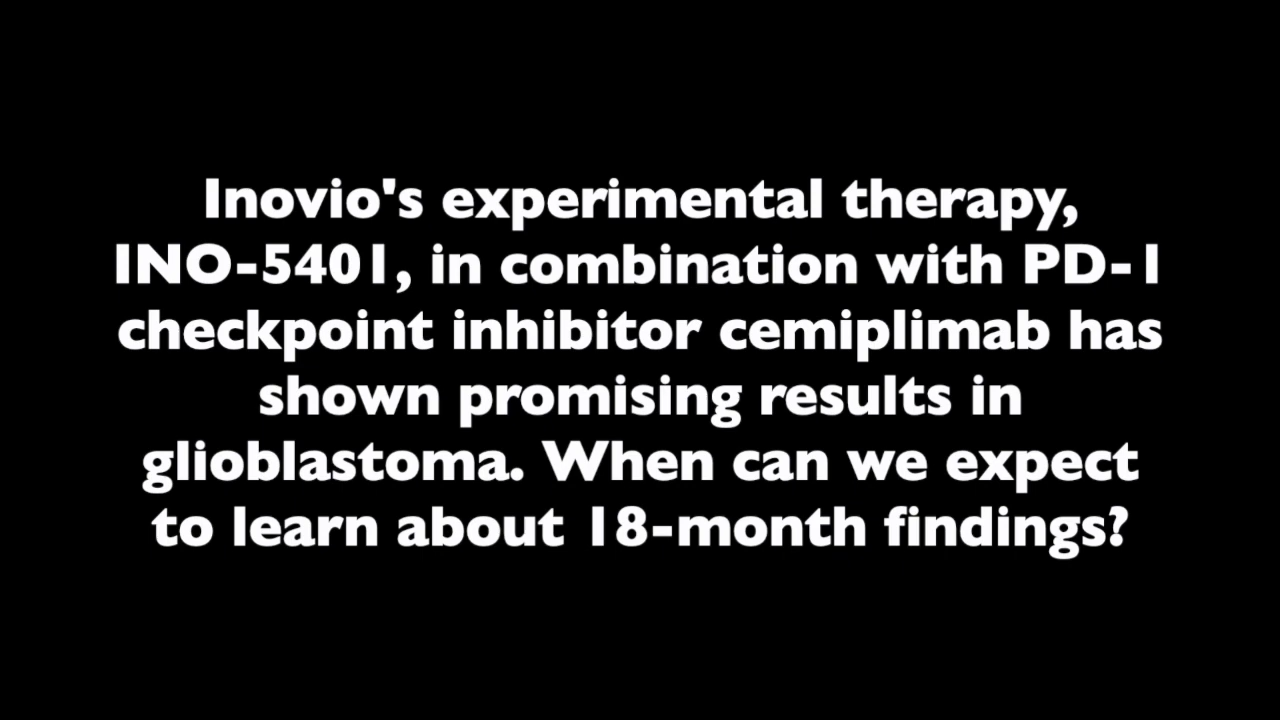 Inovio's experimental therapy,
INO-5401, in combination with PD-1
checkpoint inhibitor cemiplimab has
shown promising results in
glioblastoma. When can we expect
to learn about 18-month findings?